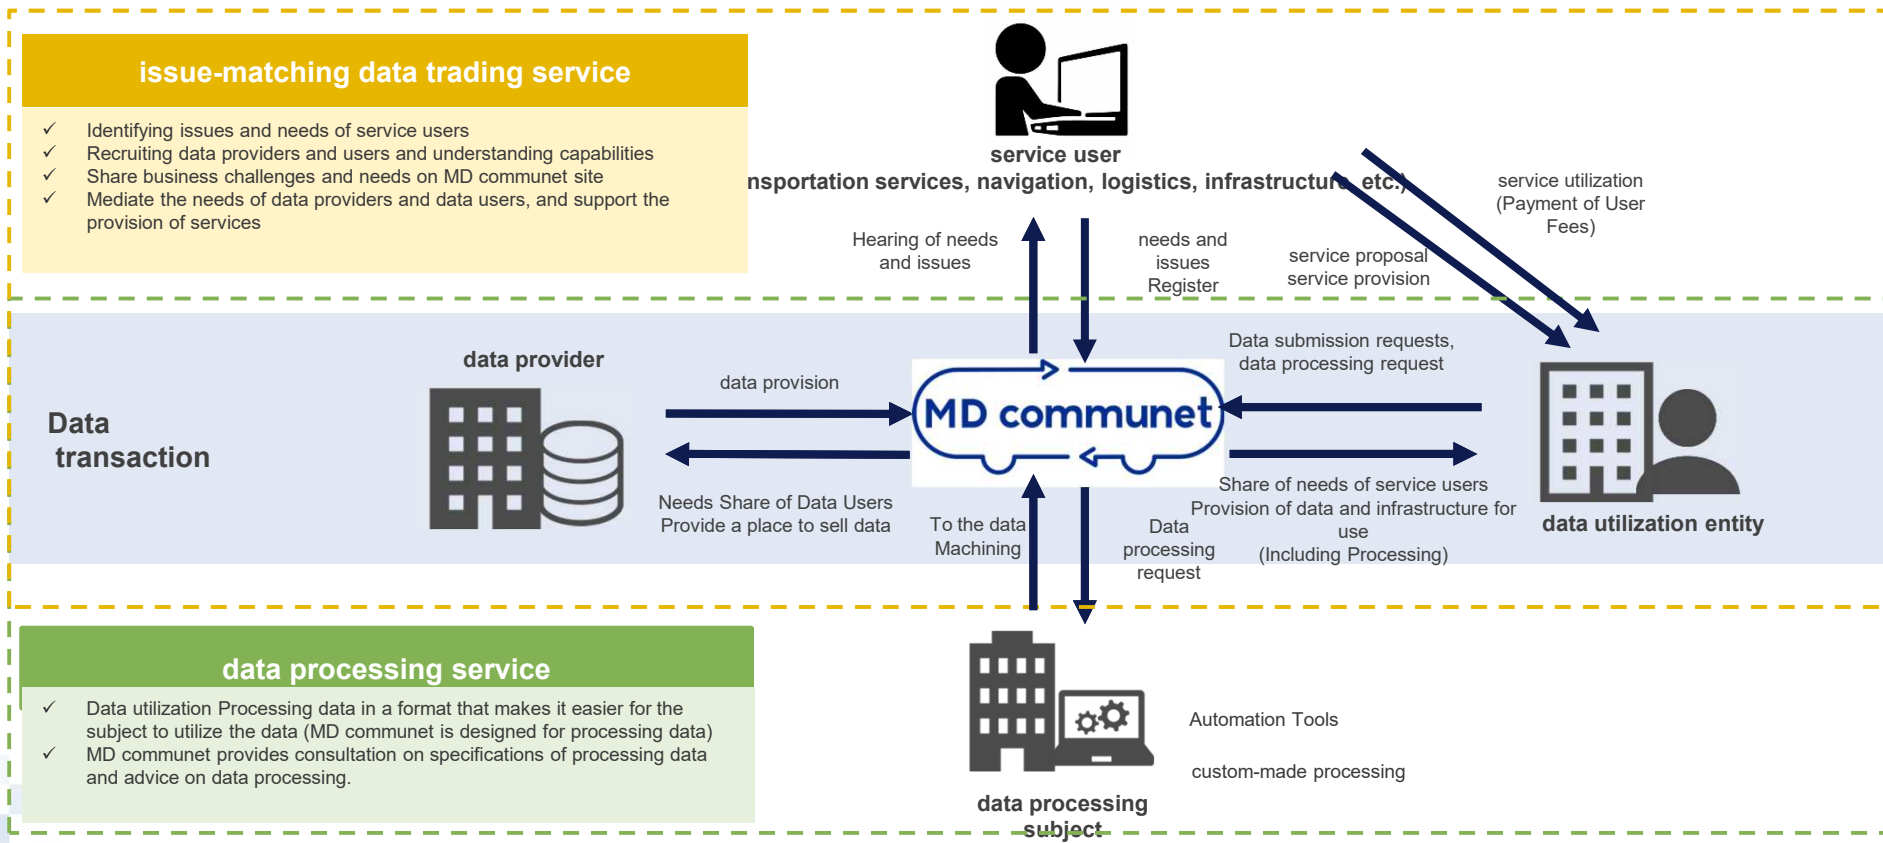 issue-matching data trading service
✓ Identifying issues and needs of service users
✓ Recruiting data providers and users and understanding capabilities
✓ Share business challenges and needs on MD communet site
✓ Mediate the needs of data providers and data users, and support the
provision of services
service user
nsportation services, navigation, logistics, infrastructure, etc.)
service utilization
(Payment of User
Fees)
Hearing of needs
and issues
needs and
issues
Register
service proposal
service provision
Data
transaction
data provider
data provision
Needs Share of Data Users
Provide a place to sell data
MD communet
Data submission requests,
data processing request
Share of needs of service users
Provision of data and infrastructure for
use
(Including Processing)
data utilization entity
To the data
Machining
Data
processing
request
data processing service
✓ Data utilization Processing data in a format that makes it easier for the
subject to utilize the data (MD communet is designed for processing data)
✓ MD communet provides consultation on specifications of processing data
and advice on data processing.
Automation Tools
custom-made processing
data processing
subject